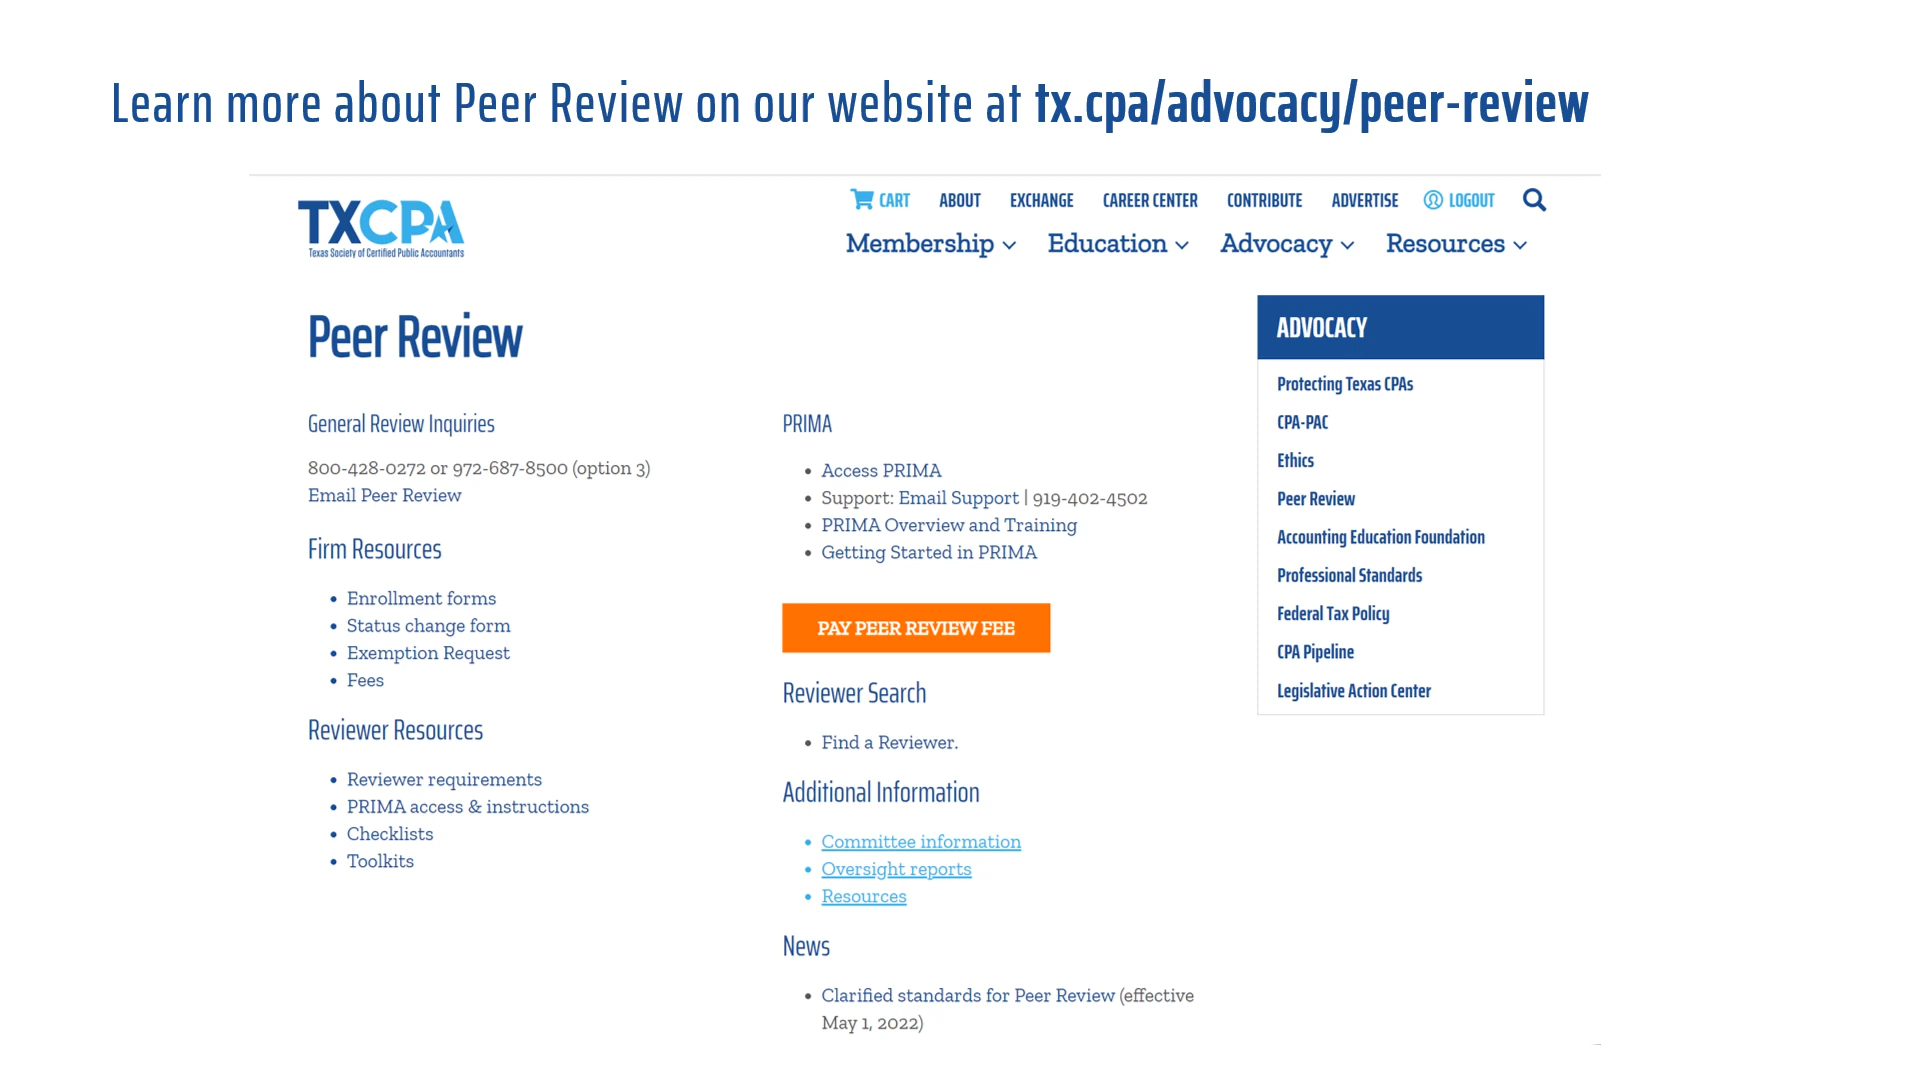 Learn more about Peer Review on our website at tx.cpa/advocacy/peer-review
CART ABOUT EXCHANGE CAREER CENTER CONTRIBUTE ADVERTISE LOGOUT
TXCPA
Texas Society of Certified Public Accountants
Membership Education Advocacy Resources
Peer Review
General Review Inquiries
800-428-0272 or 972-687-8500 (option 3)
Email Peer Review
Firm Resources
• Enrollment forms
• Status change form
• Exemption Request
• Fees
Reviewer Resources
• Reviewer requirements
• PRIMA access & instructions
• Checklists
• Toolkits
PRIMA
• Access PRIMA
• Support: Email Support | 919-402-4502
• PRIMA Overview and Training
• Getting Started in PRIMA
PAY PEER REVIEW FEE
Reviewer Search
• Find a Reviewer.
Additional Information
• Committee information
• Oversight reports
• Resources
News
• Clarified standards for Peer Review (effective
May 1, 2022)
ADVOCACY
Protecting Texas CPAs
CPA-PAC
Ethics
Peer Review
Accounting Education Foundation
Professional Standards
Federal Tax Policy
CPA Pipeline
Legislative Action Center